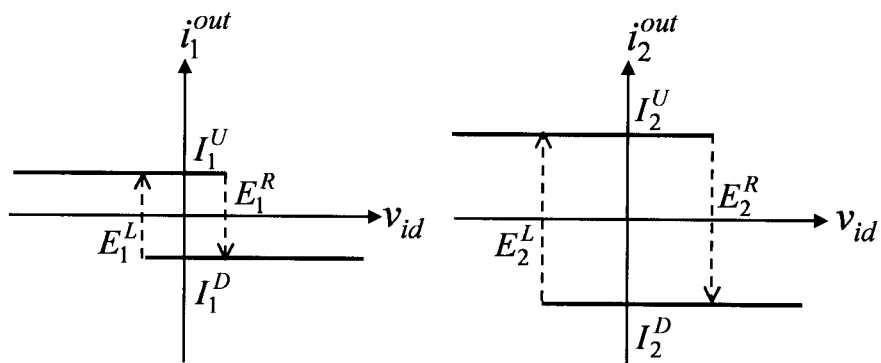 i_1^{out}
I_1^U
E_1^R
v_{id}
E_1^L
I_1^D
i_2^{out}
I_2^U
E_2^R
v_{id}
E_2^L
I_2^D